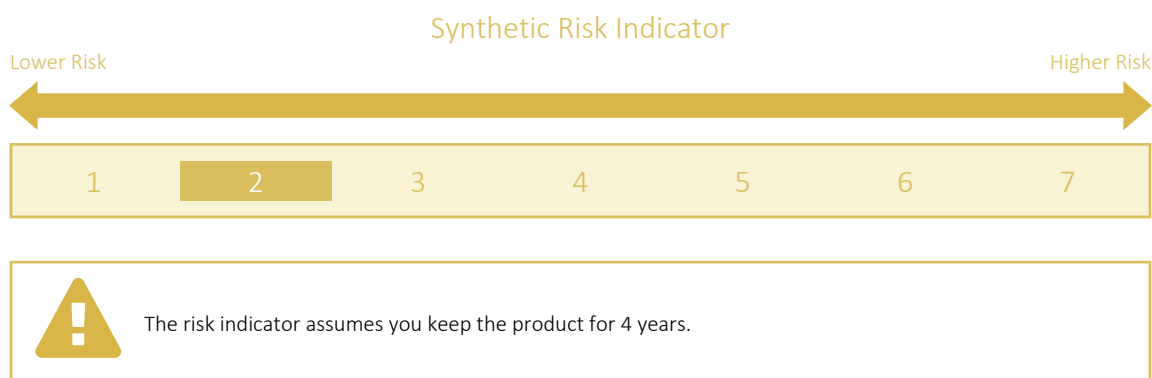 Synthetic Risk Indicator
Lower Risk Higher Risk
1 2 3 4 5 6 7
The risk indicator assumes you keep the product for 4 years.